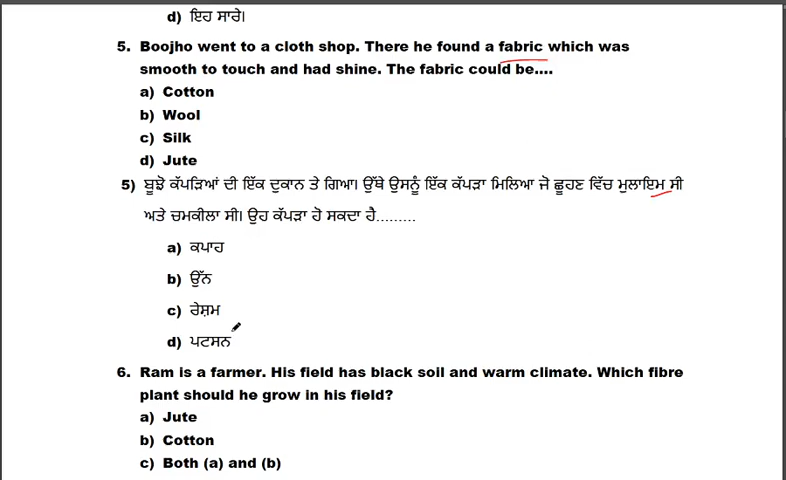 d) ਇਹ ਸਾਰੇ।
5. Boojho went to a cloth shop. There he found a fabric which was
smooth to touch and had shine. The fabric could be....
a) Cotton
b) Wool
c) Silk
d) Jute
5) ਬੂਝੋ ਕੱਪੜਿਆਂ ਦੀ ਇੱਕ ਦੁਕਾਨ ਤੇ ਗਿਆ। ਉੱਥੇ ਉਸਨੂੰ ਇੱਕ ਕੱਪੜਾ ਮਿਲਿਆ ਜੋ ਛੂਹਣ ਵਿੱਚ ਮੁਲਾਇਮ ਸੀ
ਅਤੇ ਚਮਕੀਲਾ ਸੀ। ਉਹ ਕੱਪੜਾ ਹੋ ਸਕਦਾ ਹੈ.........
a) ਕਪਾਹ
b) ਉੱਨ
c) ਰੇਸ਼ਮ
d) ਪਟਸਨ
6. Ram is a farmer. His field has black soil and warm climate. Which fibre
plant should he grow in his field?
a) Jute
b) Cotton
c) Both (a) and (b)